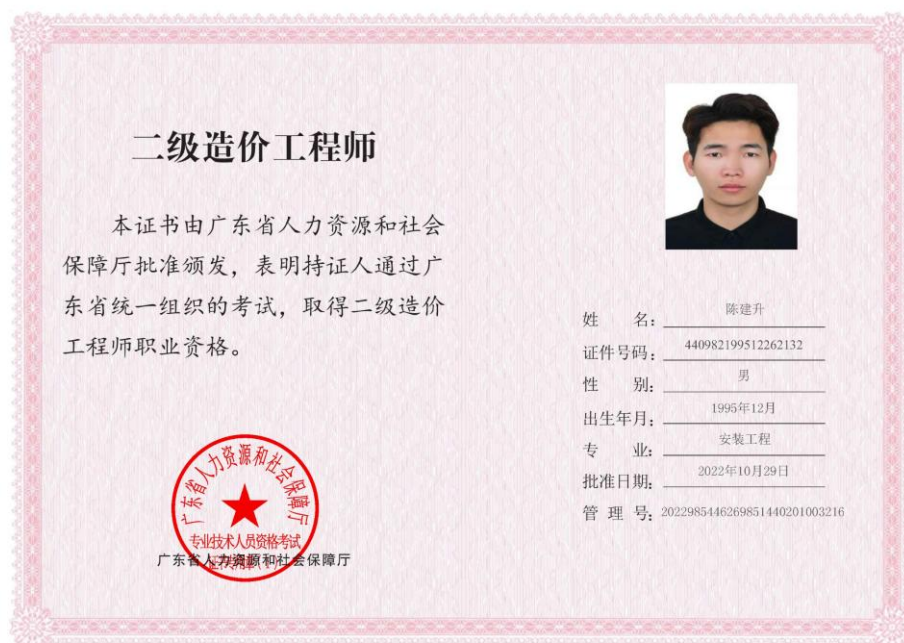 二级造价工程师
本证书由广东省人力资源和社会
保障厅批准颁发，表明持证人通过广
东省统一组织的考试，取得二级造价
工程师职业资格。
广东省人力资源和社会保障厅
专业技术人员资格考试
广东省人力资源和社会保障厅
姓 名： 陈建升
证件号码： 440982199512262132
性 别： 男
出生年月： 1995年12月
专 业： 安装工程
批准日期： 2022年10月29日
管 理 号： 20229854462698514402010032​16